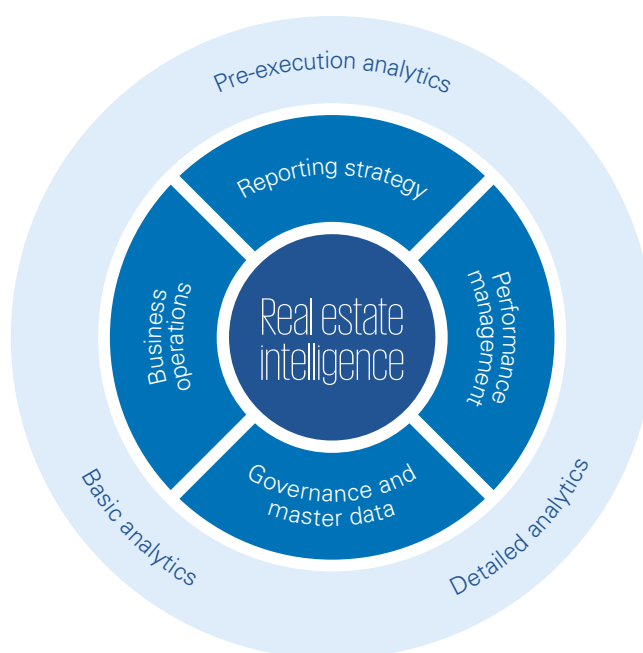 Pre-execution analytics
Reporting strategy
Business
operations
Real estate
intelligence
Performance
management
Governance and
master data
Basic analytics
Detailed analytics